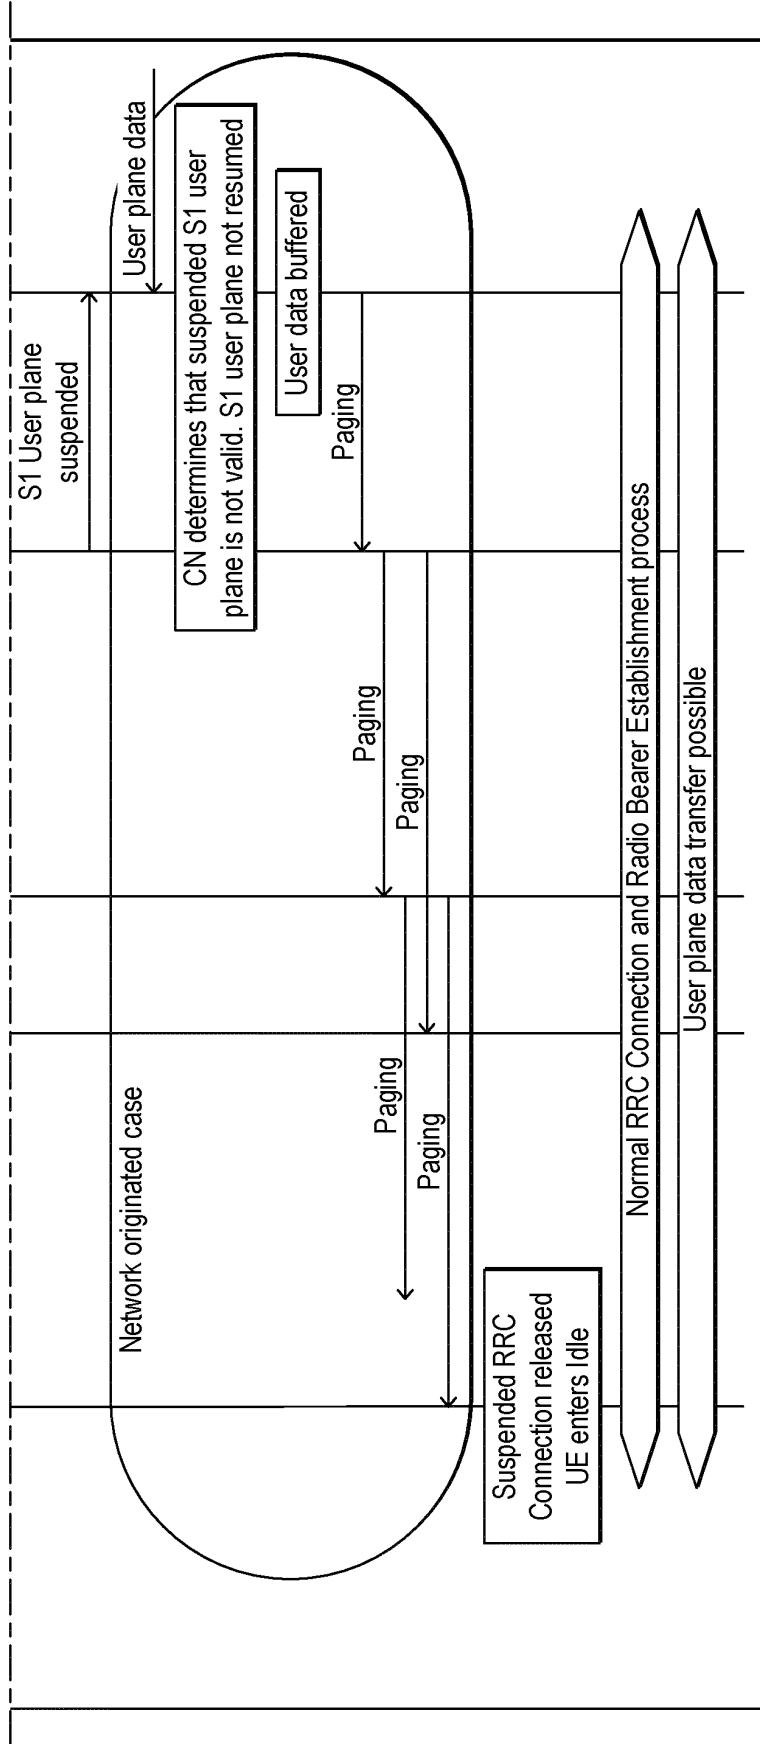 S1 User plane
suspended
User plane data
Network originated case
CN determines that suspended S1 user
plane is not valid. S1 user plane not resumed
User data buffered
Paging
Paging
Paging
Paging
Paging
Suspended RRC
Connection released
UE enters Idle
Normal RRC Connection and Radio Bearer Establishment process
User plane data transfer possible